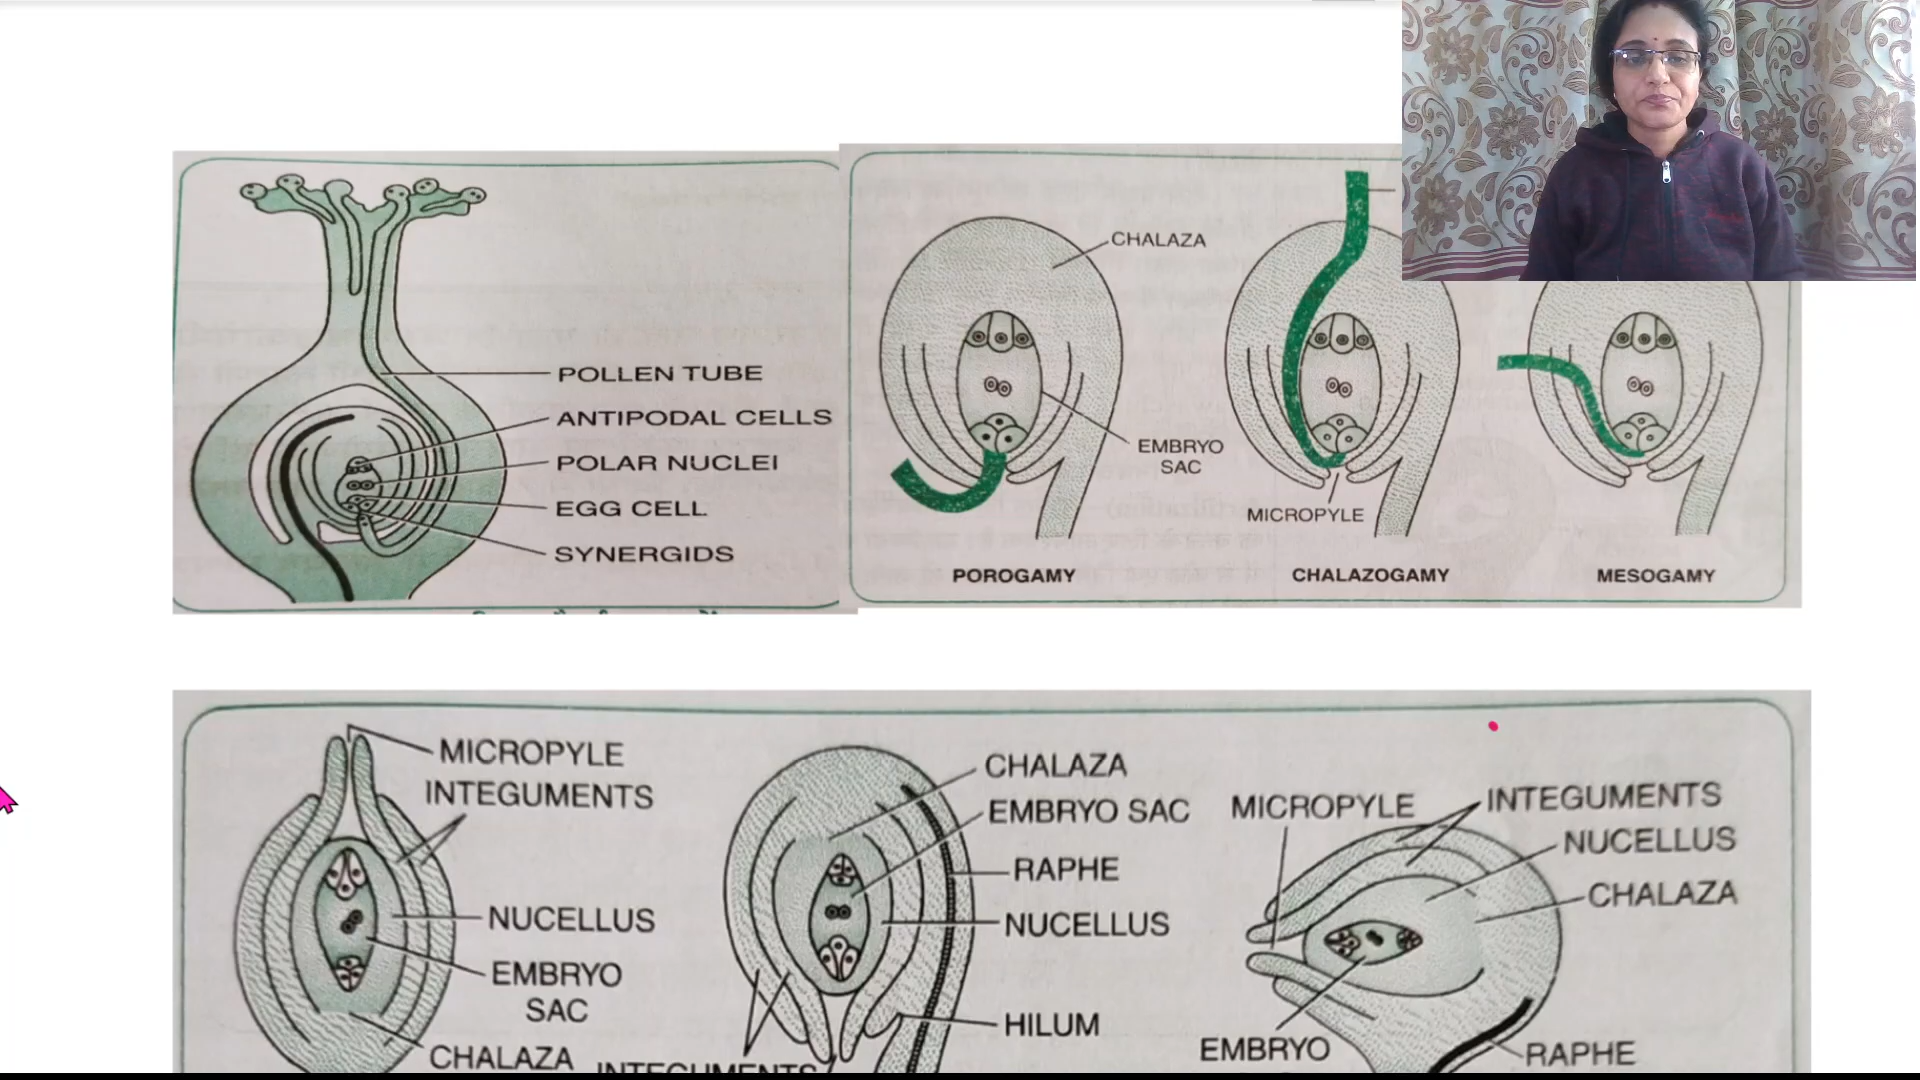 POLLEN TUBE
ANTIPODAL CELLS
POLAR NUCLEI
EGG CELL
SYNERGIDS
CHALAZA
EMBRYO
SAC
MICROPYLE
POROGAMY
CHALAZOGAMY
MESOGAMY
MICROPYLE
INTEGUMENTS
NUCELLUS
EMBRYO
SAC
CHALAZA
CHALAZA
EMBRYO SAC
RAPHE
NUCELLUS
HILUM
INTEGUMENTS
MICROPYLE
INTEGUMENTS
NUCELLUS
CHALAZA
EMBRYO
RAPHE